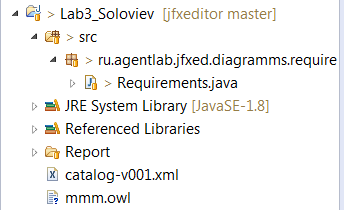 > Lab3_Soloviev [jfxeditor master]
> src
> ru.agentlab.jfxed.diagramms.require
> Requirements.java
JRE System Library [JavaSE-1.8]
Referenced Libraries
> Report
catalog-v001.xml
mmm.owl